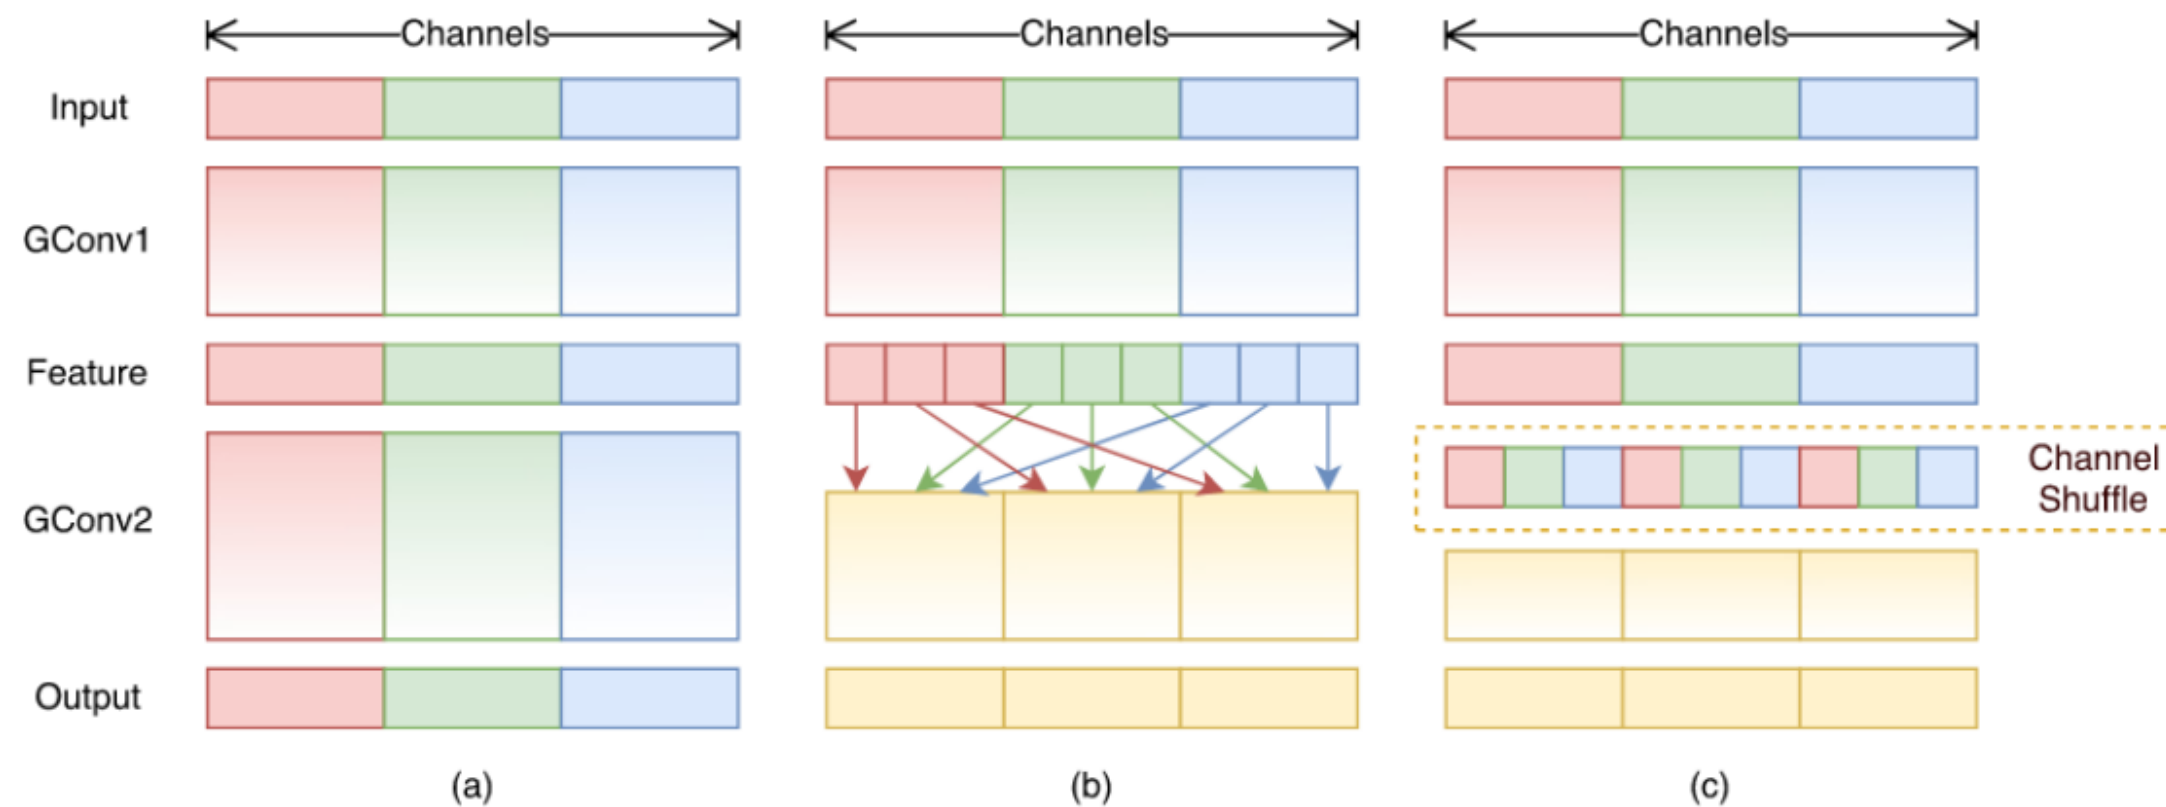 Channels Channels Channels
Input
GConv1
Feature
Channel
Shuffle
GConv2
Output
(a) (b) (c)